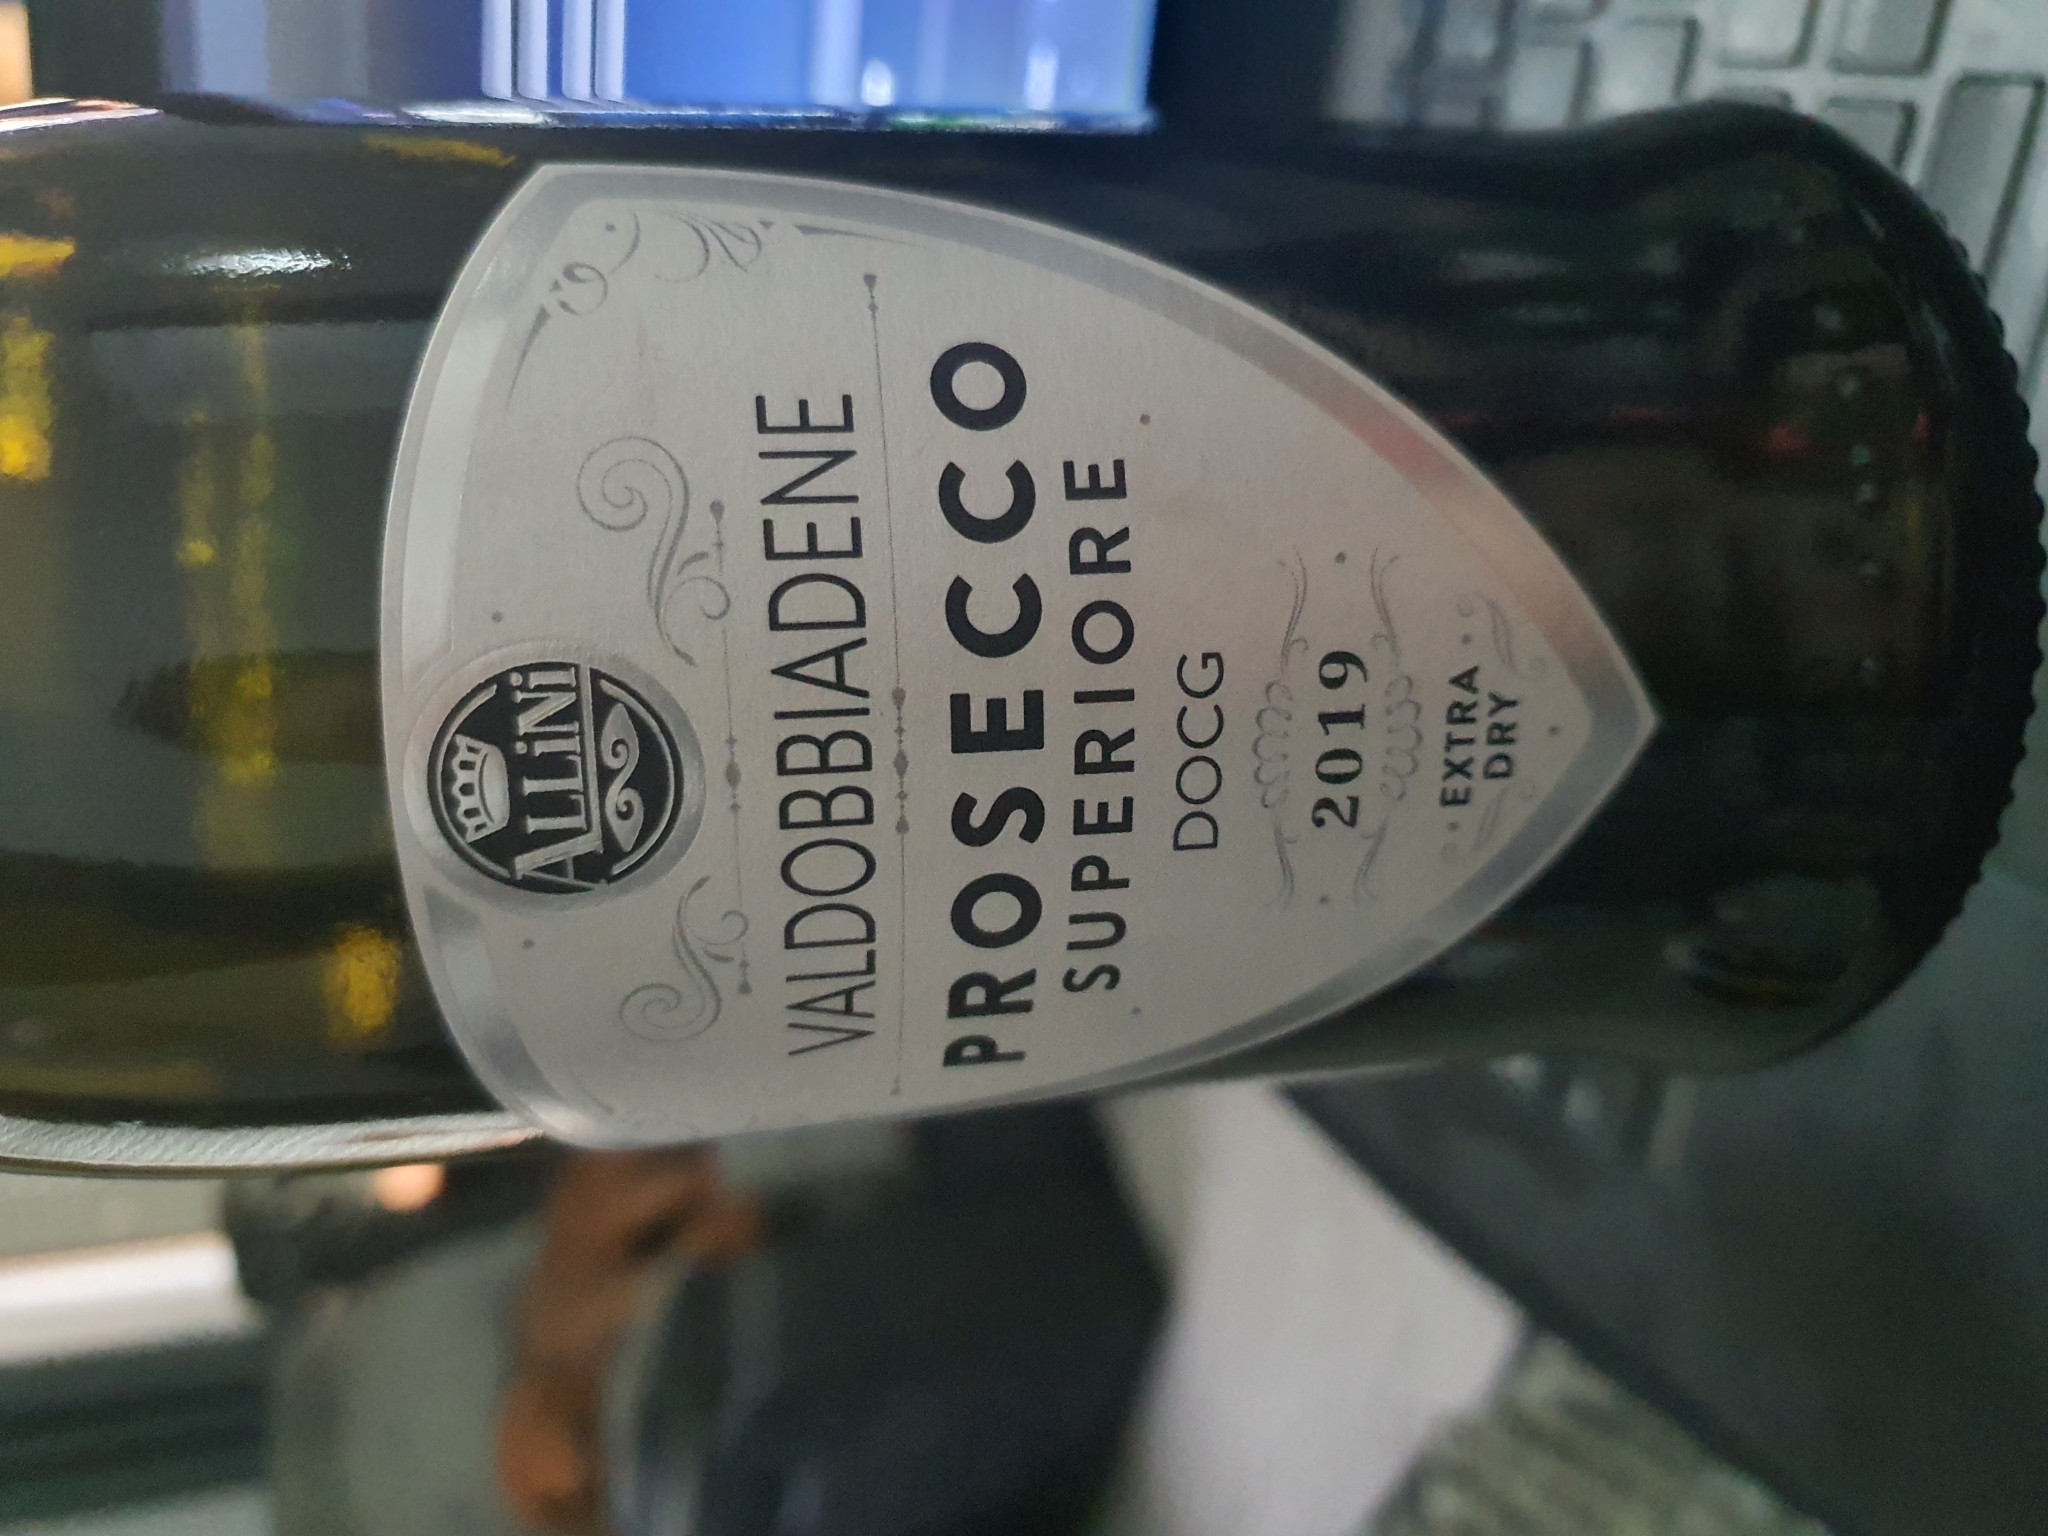 ALLiNi
VALDOBBIADENE
PROSECCO
SUPERIORE
DOCG
2019
EXTRA
DRY